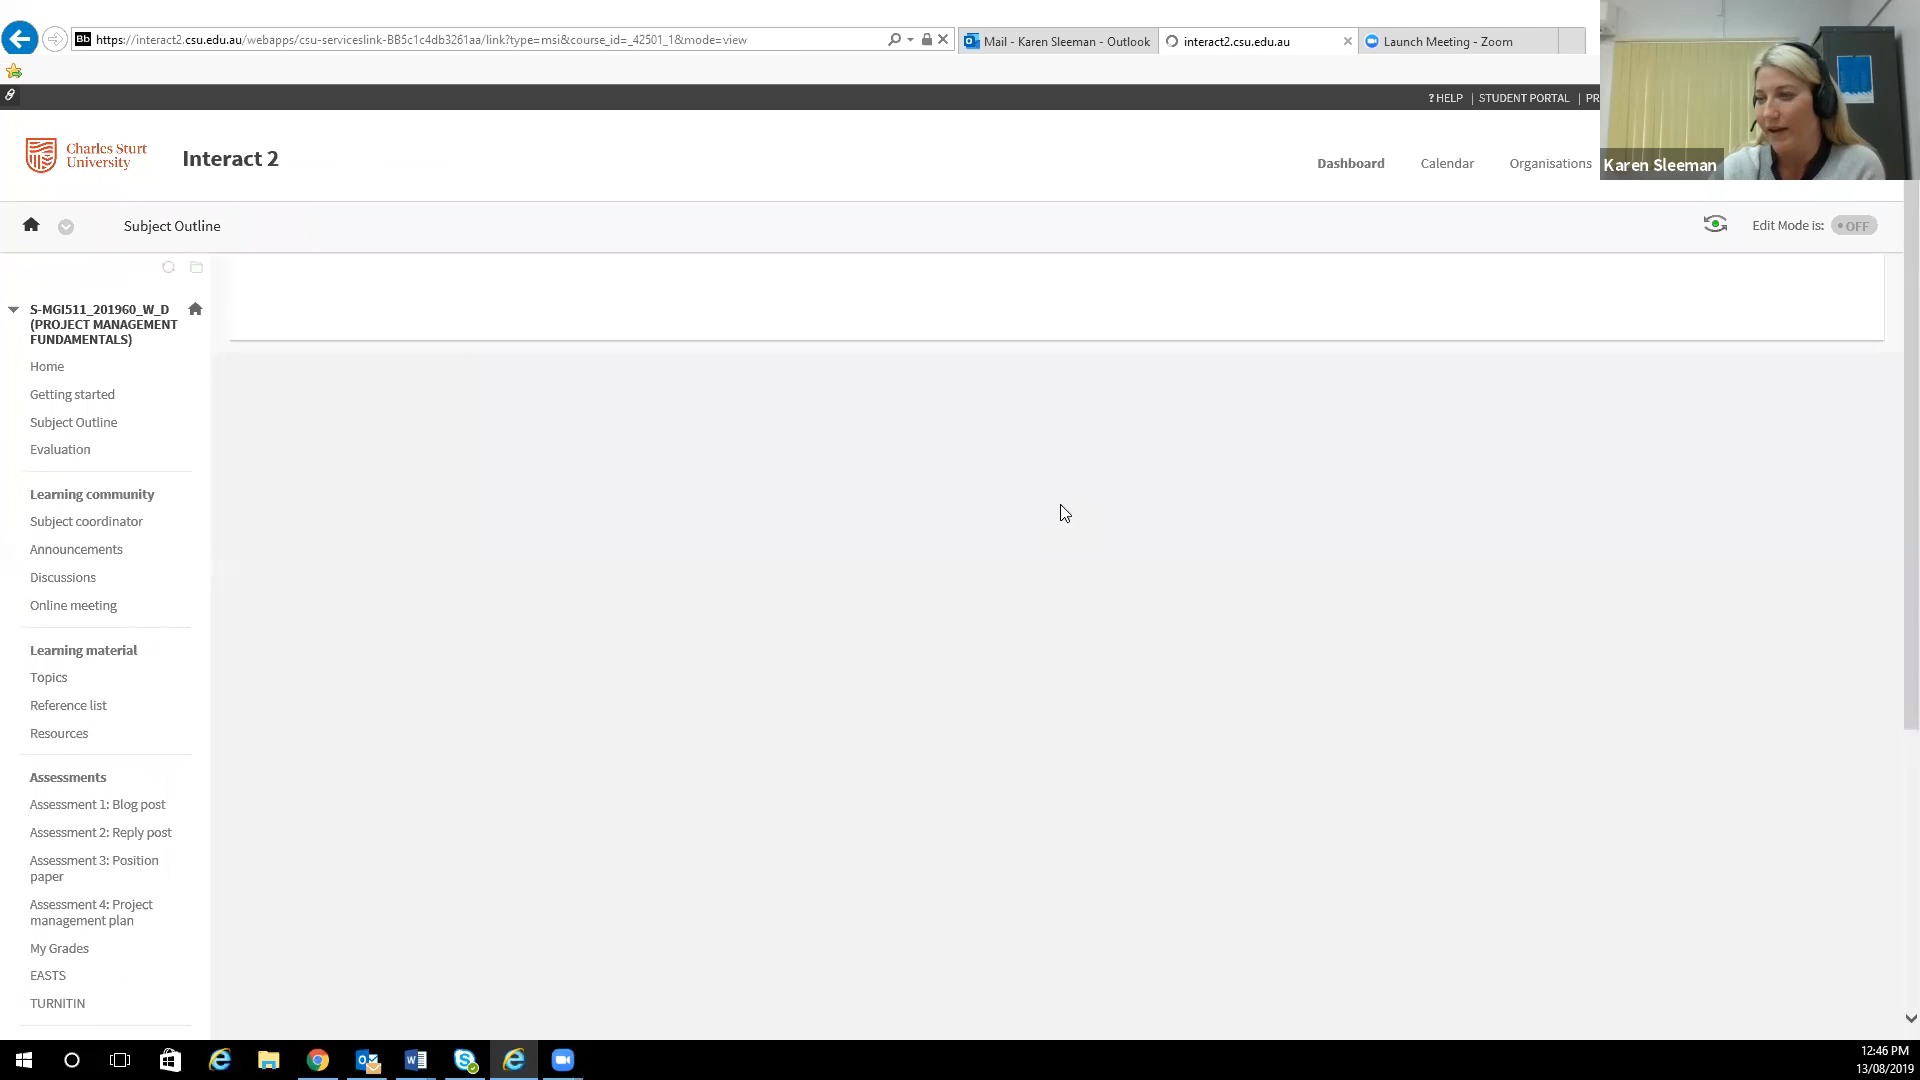 https://interact2.csu.edu.au/webapps/csu-serviceslink-BB5c1c4db3261aa/link?type=msi&course_id=_42501_1&mode=view
Mail - Karen Sleeman - Outlook
interact2.csu.edu.au
Launch Meeting - Zoom
? HELP | STUDENT PORTAL | PR
Charles Sturt
University
Interact 2
Dashboard
Calendar
Organisations
Karen Sleeman
Subject Outline
Edit Mode is:
• OFF
S-MGI511_201960_W_D
(PROJECT MANAGEMENT
FUNDAMENTALS)
Home
Getting started
Subject Outline
Evaluation
Learning community
Subject coordinator
Announcements
Discussions
Online meeting
Learning material
Topics
Reference list
Resources
Assessments
Assessment 1: Blog post
Assessment 2: Reply post
Assessment 3: Position
paper
Assessment 4: Project
management plan
My Grades
EASTS
TURNITIN
12:46 PM
13/08/2019